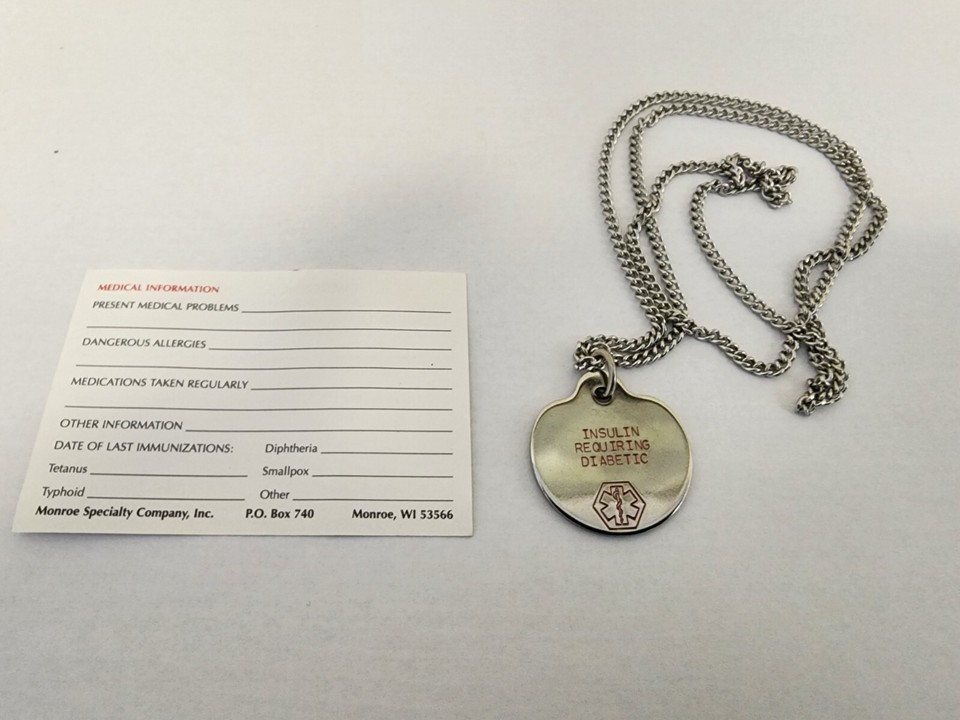 MEDICAL INFORMATION
PRESENT MEDICAL PROBLEMS
DANGEROUS ALLERGIES
MEDICATIONS TAKEN REGULARLY
OTHER INFORMATION
DATE OF LAST IMMUNIZATIONS: Diphtheria
Tetanus Smallpox
Typhoid Other
Monroe Specialty Company, Inc. P.O. Box 740 Monroe, WI 53566
INSULIN
REQUIRING
DIABETIC